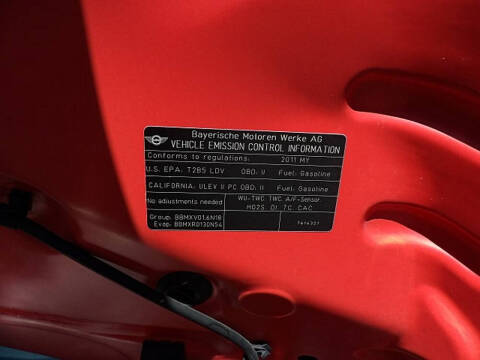 Bayerische Motoren Werke AG
VEHICLE EMISSION CONTROL INFORMATION
Conforms to regulations: 2011 MY
U.S. EPA: T2B5 LDV OBD: II Fuel: Gasoline
CALIFORNIA: ULEV II PC OBD: II Fuel: Gasoline
No adjustments needed
WU-TWC, TWC, A/F-Sensor,
HO2S, DI, TC, CAC
Group: BBMXV01.6N18
Evap: BBMXR0130N54